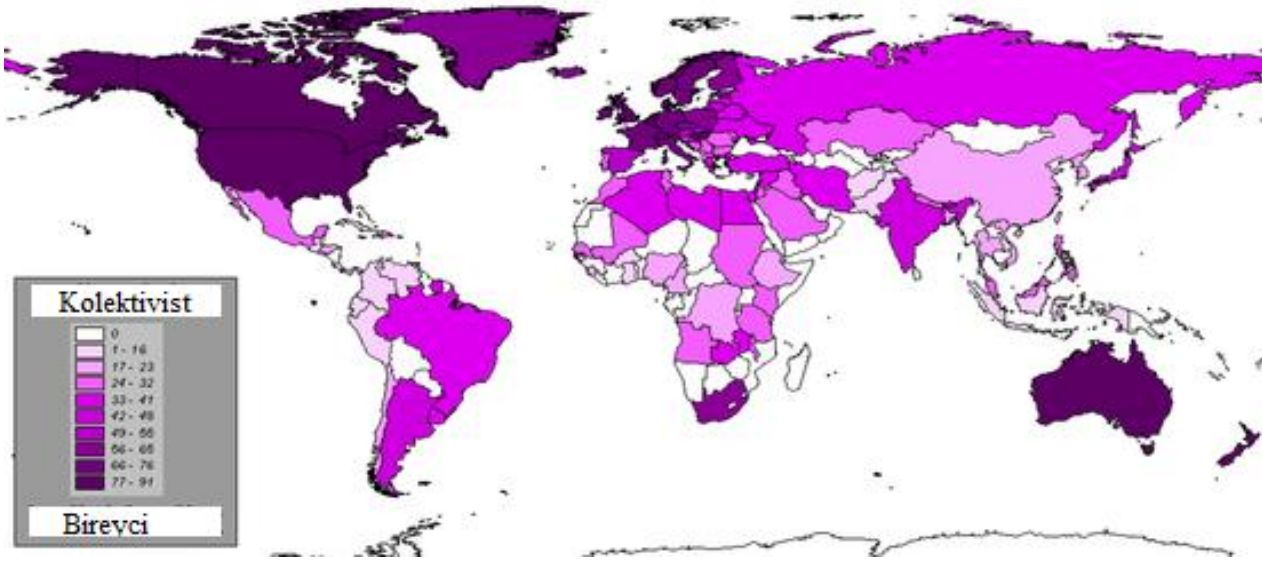 Kolektivist
0
1 - 16
17 - 23
24 - 32
33 - 41
42 - 48
49 - 55
56 - 65
66 - 76
77 - 91
Bireyci